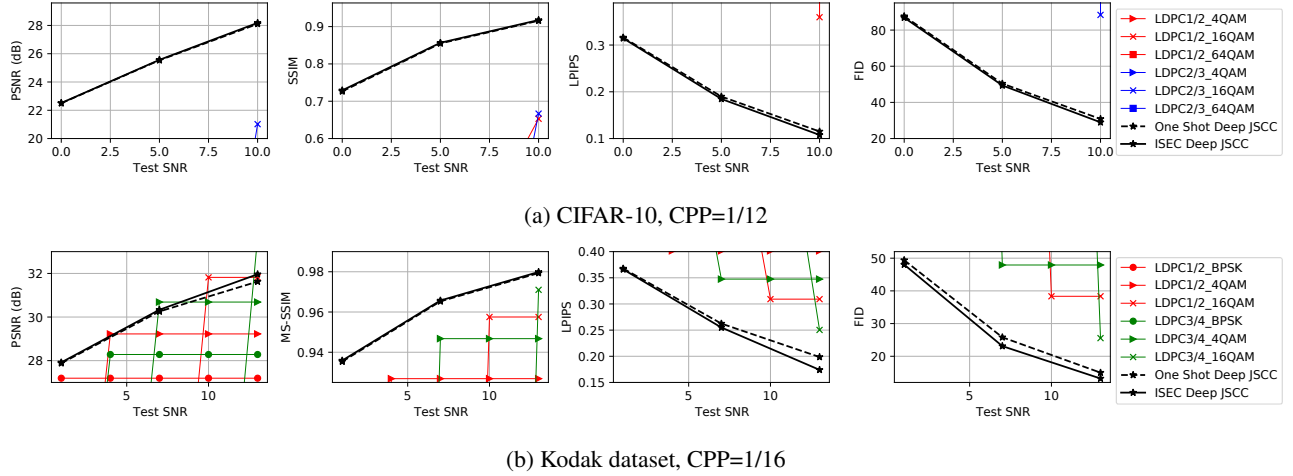 PSNR (dB)
28
26
24
22
20
0.0 2.5 5.0 7.5 10.0
Test SNR
SSIM
0.9
0.8
0.7
0.6
0.0 2.5 5.0 7.5 10.0
Test SNR
LPIPS
0.3
0.2
0.1
0.0 2.5 5.0 7.5 10.0
Test SNR
FID
80
60
40
20
0.0 2.5 5.0 7.5 10.0
Test SNR
LDPC1/2_4QAM
LDPC1/2_16QAM
LDPC1/2_64QAM
LDPC2/3_4QAM
LDPC2/3_16QAM
LDPC2/3_64QAM
One Shot Deep JSCC
ISEC Deep JSCC
(a) CIFAR-10, CPP=1/12
PSNR (dB)
32
30
28
5 10
Test SNR
MS-SSIM
0.98
0.96
0.94
5 10
Test SNR
LPIPS
0.40
0.35
0.30
0.25
0.20
0.15
5 10
Test SNR
FID
50
40
30
20
5 10
Test SNR
LDPC1/2_BPSK
LDPC1/2_4QAM
LDPC1/2_16QAM
LDPC3/4_BPSK
LDPC3/4_4QAM
LDPC3/4_16QAM
One Shot Deep JSCC
ISEC Deep JSCC
(b) Kodak dataset, CPP=1/16